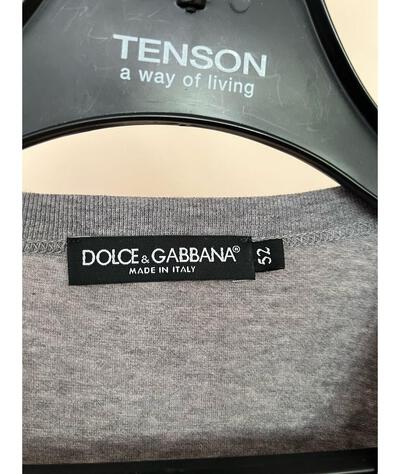 TENSON
a way of living
DOLCE & GABBANA®
MADE IN ITALY
52